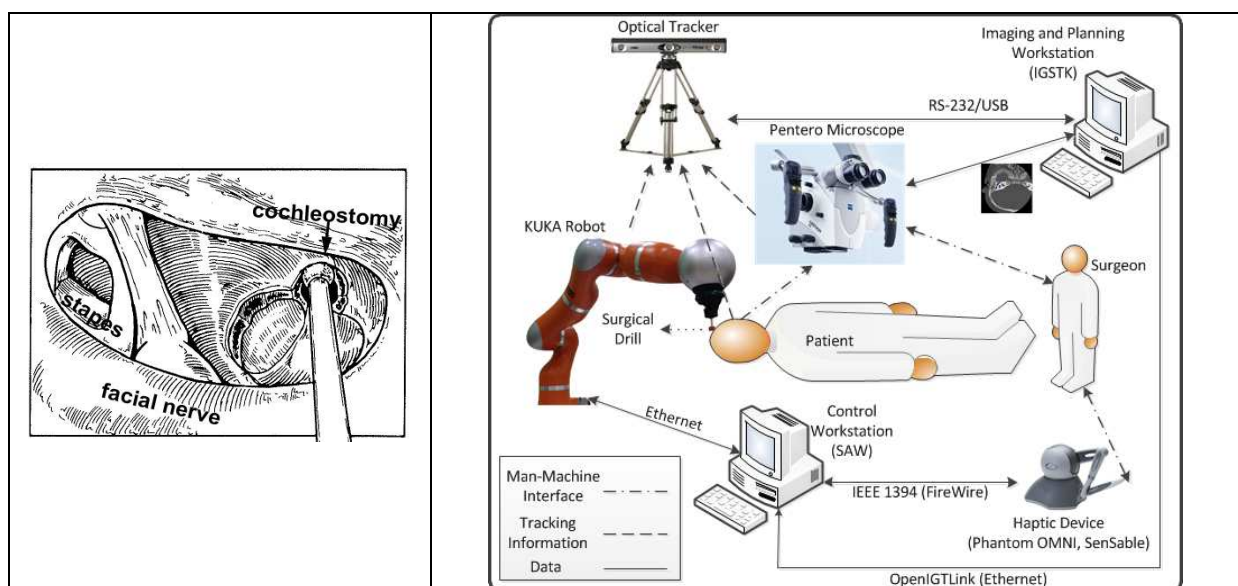 cochleostomy
stapes
facial nerve
Optical Tracker
Imaging and Planning
Workstation
(IGSTK)
RS-232/USB
Pentero Microscope
KUKA Robot
Surgeon
Surgical
Drill
Patient
Ethernet
Control
Workstation
(SAW)
Man-Machine
Interface
Tracking
Information
Data
IEEE 1394 (FireWire)
Haptic Device
(Phantom OMNI, SenSable)
OpenIGTLink (Ethernet)